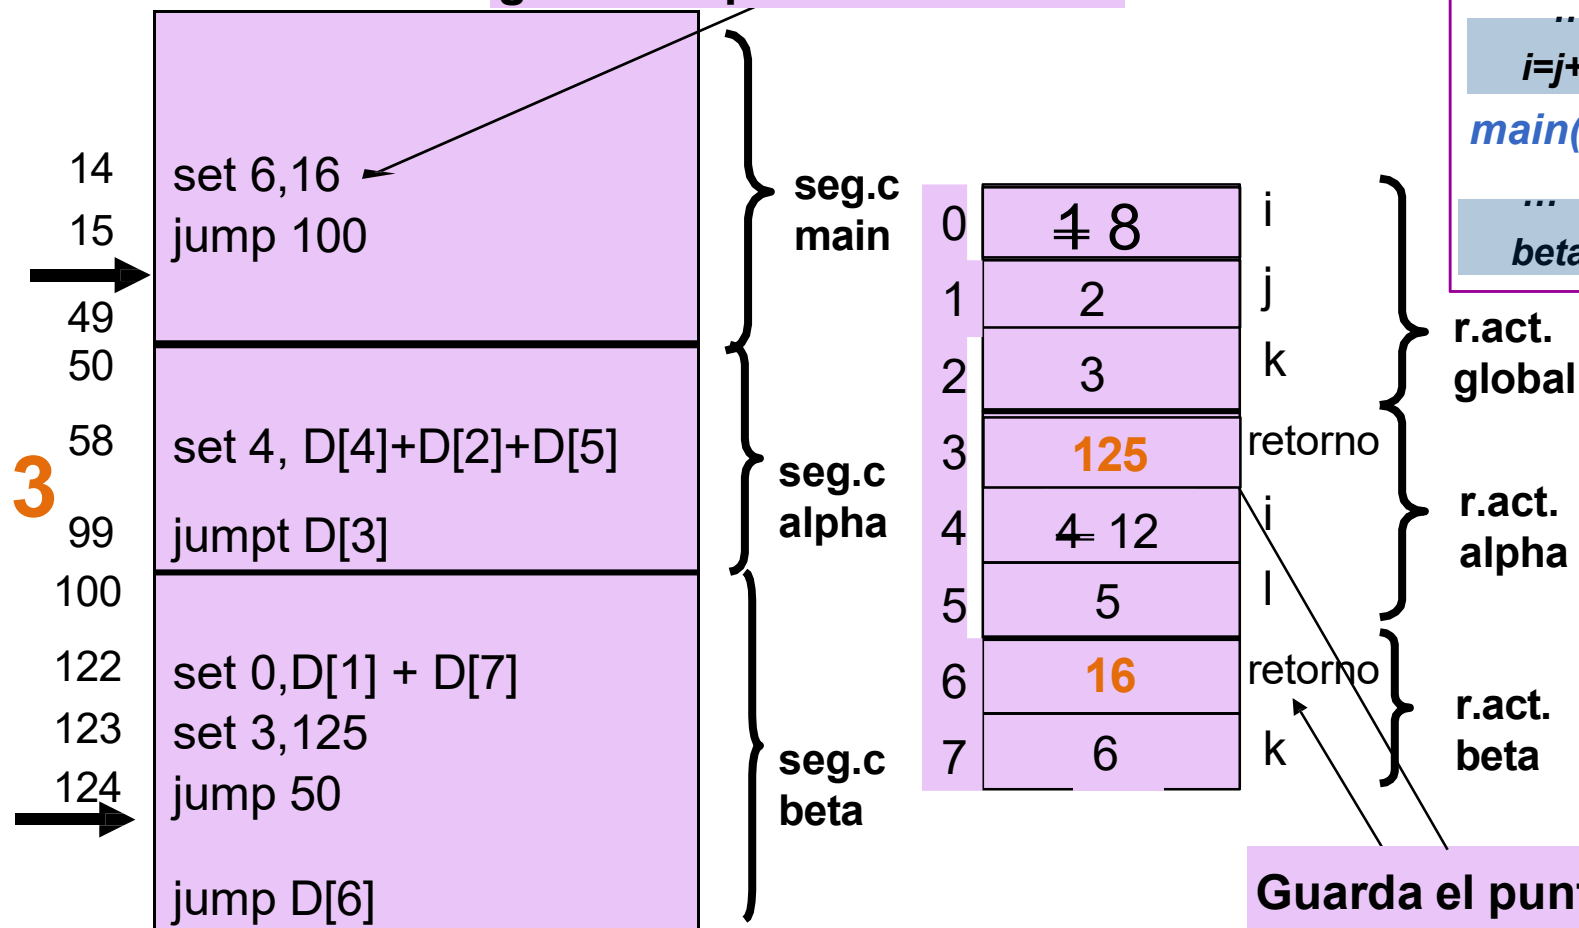 14 set 6,16
15 jump 100
49
50
58 set 4, D[4]+D[2]+D[5]
3
99 jumpt D[3]
100
122 set 0,D[1] + D[7]
123 set 3,125
124 jump 50
jump D[6]
seg.c
main
seg.c
alpha
seg.c
beta
0 1 8 i
1 2 j
2 3 k
3 125 retorno
4 4 12 i
5 5 l
6 16 retorno
7 6 k
r.act.
global
r.act.
alpha
r.act.
beta
...
i=j+
main(
...
beta
Guarda el pun